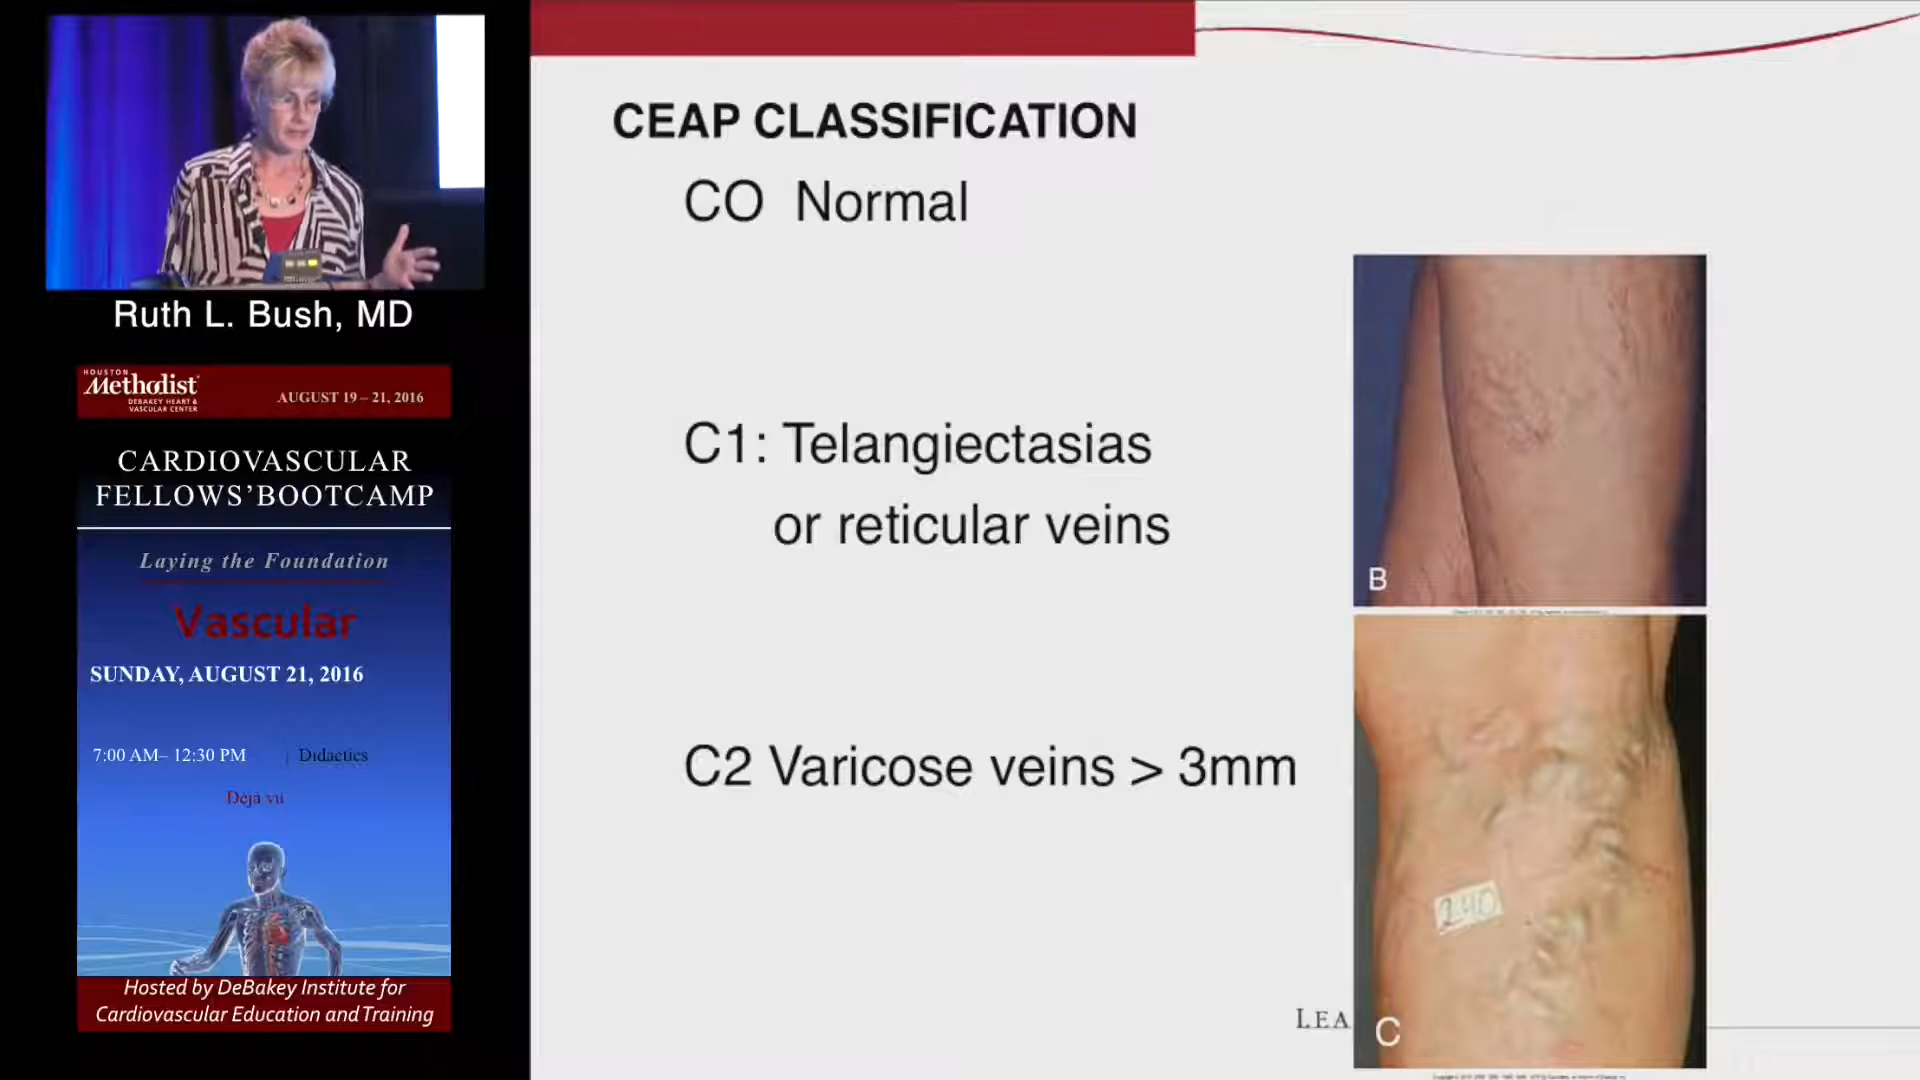 Ruth L. Bush, MD
HOUSTON
Methodist
DEBAKEY HEART &
VASCULAR CENTER
AUGUST 19 – 21, 2016
CARDIOVASCULAR
FELLOWS’BOOTCAMP
Laying the Foundation
Vascular
SUNDAY, AUGUST 21, 2016
7:00 AM– 12:30 PM | Didactics
Déjà vu
Hosted by DeBakey Institute for
Cardiovascular Education and Training
CEAP CLASSIFICATION
CO Normal
C1: Telangiectasias
or reticular veins
C2 Varicose veins > 3mm
B
240
LEA
C